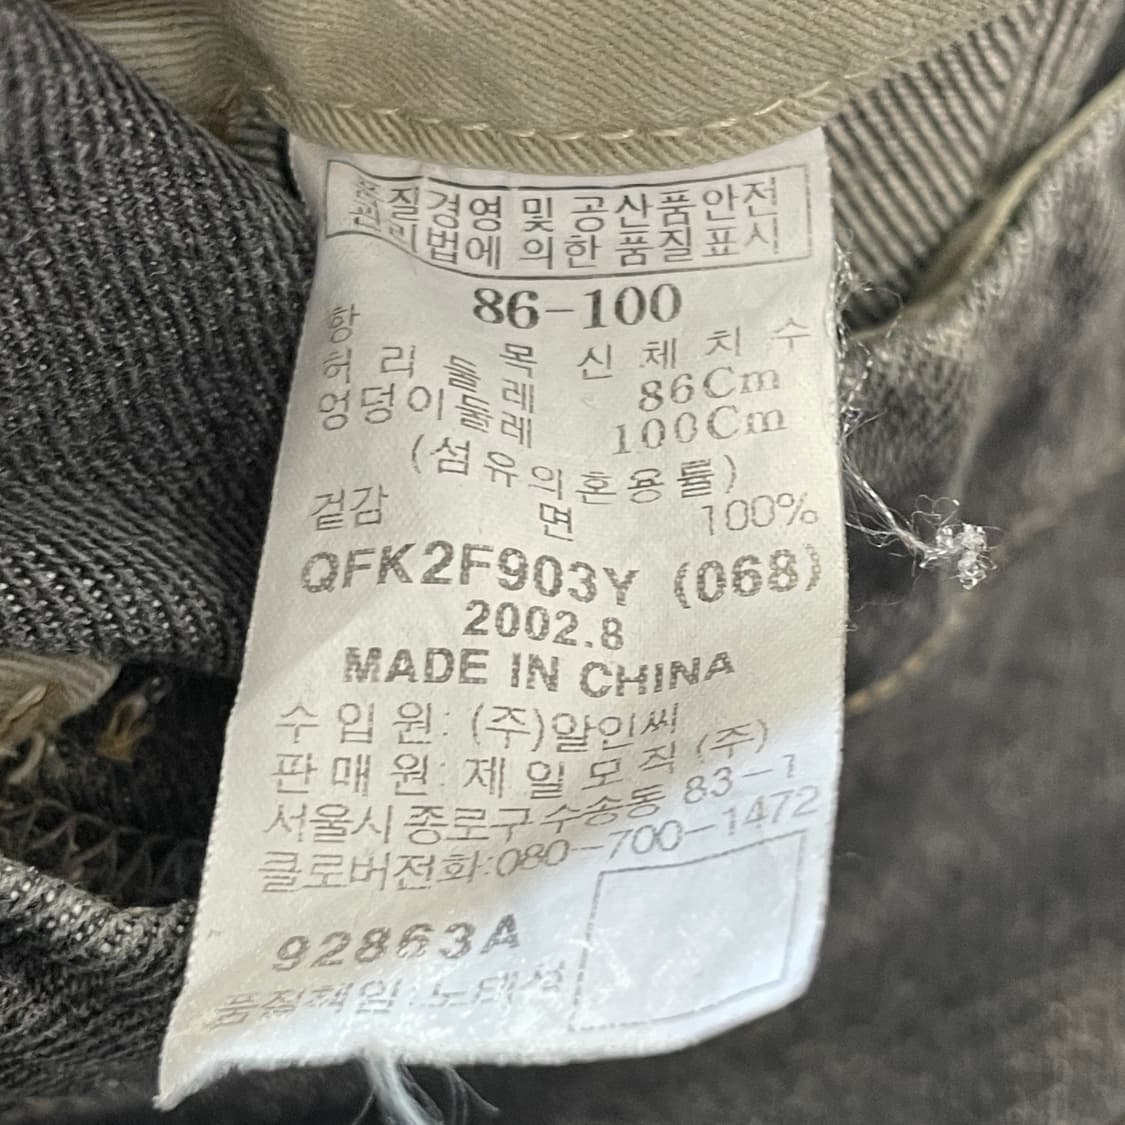 품질경영 및 공산품안전
관리법에 의한 품질표시
86-100
항 목 신체치수
허리둘레 86Cm
엉덩이둘레 100Cm
(섬유의혼용률)
겉감 면 100%
QFK2F903Y (068)
2002.8
MADE IN CHINA
수입원: (주)알인씨
판매원: 제일모직(주)
서울시종로구수송동 83-1
클로버전화:080-700-1472
92863A
품질책임: